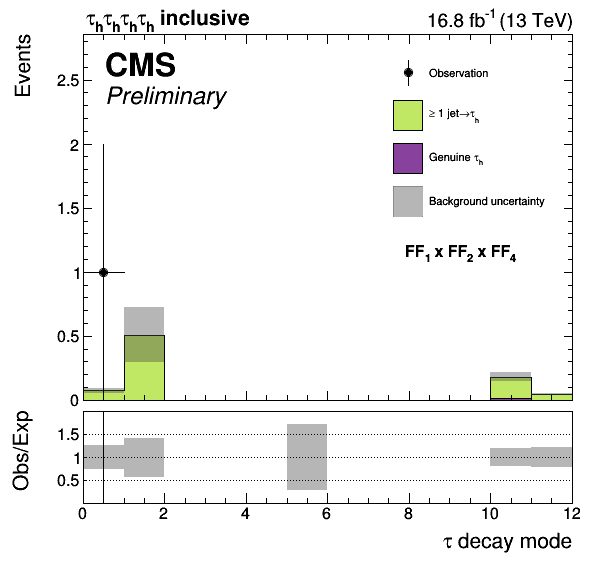 τhτhτhτh inclusive
16.8 fb⁻¹ (13 TeV)
Events
CMS
Preliminary
Observation
≥ 1 jet→τh
Genuine τh
Background uncertainty
FF1 x FF2 x FF4
2.5
2
1.5
1
0.5
0
Obs/Exp
1.5
1
0.5
0 2 4 6 8 10 12
τ decay mode